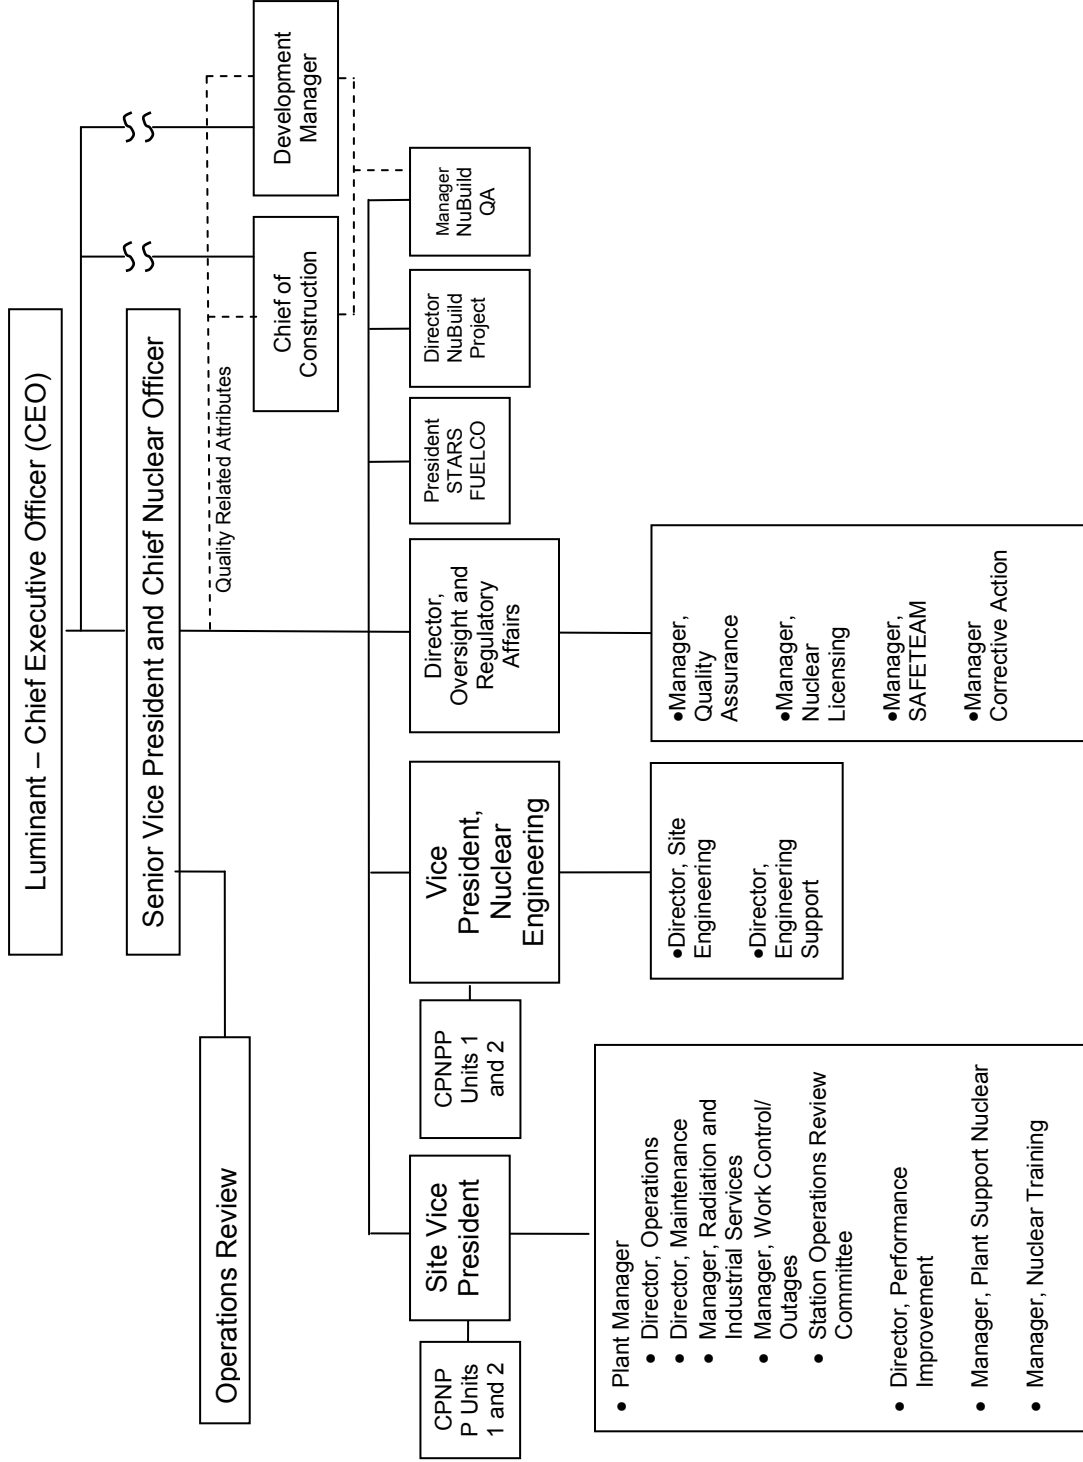 Luminant – Chief Executive Officer (CEO)
Senior Vice President and Chief Nuclear Officer
Operations Review
Quality Related Attributes
Chief of
Construction
Development
Manager
CPNP
P Units
1 and 2
Site Vice
President
CPNPP
Units 1
and 2
Vice
President,
Nuclear
Engineering
Director,
Oversight and
Regulatory
Affairs
President
STARS
FUELCO
Director
NuBuild
Project
Manager
NuBuild
QA
• Plant Manager
• Director, Operations
• Director, Maintenance
• Manager, Radiation and
Industrial Services
• Manager, Work Control/
Outages
• Station Operations Review
Committee
• Director, Performance
Improvement
• Manager, Plant Support Nuclear
• Manager, Nuclear Training
•Director, Site
Engineering
•Director,
Engineering
Support
•Manager,
Quality
Assurance
•Manager,
Nuclear
Licensing
•Manager,
SAFETEAM
•Manager
Corrective Action